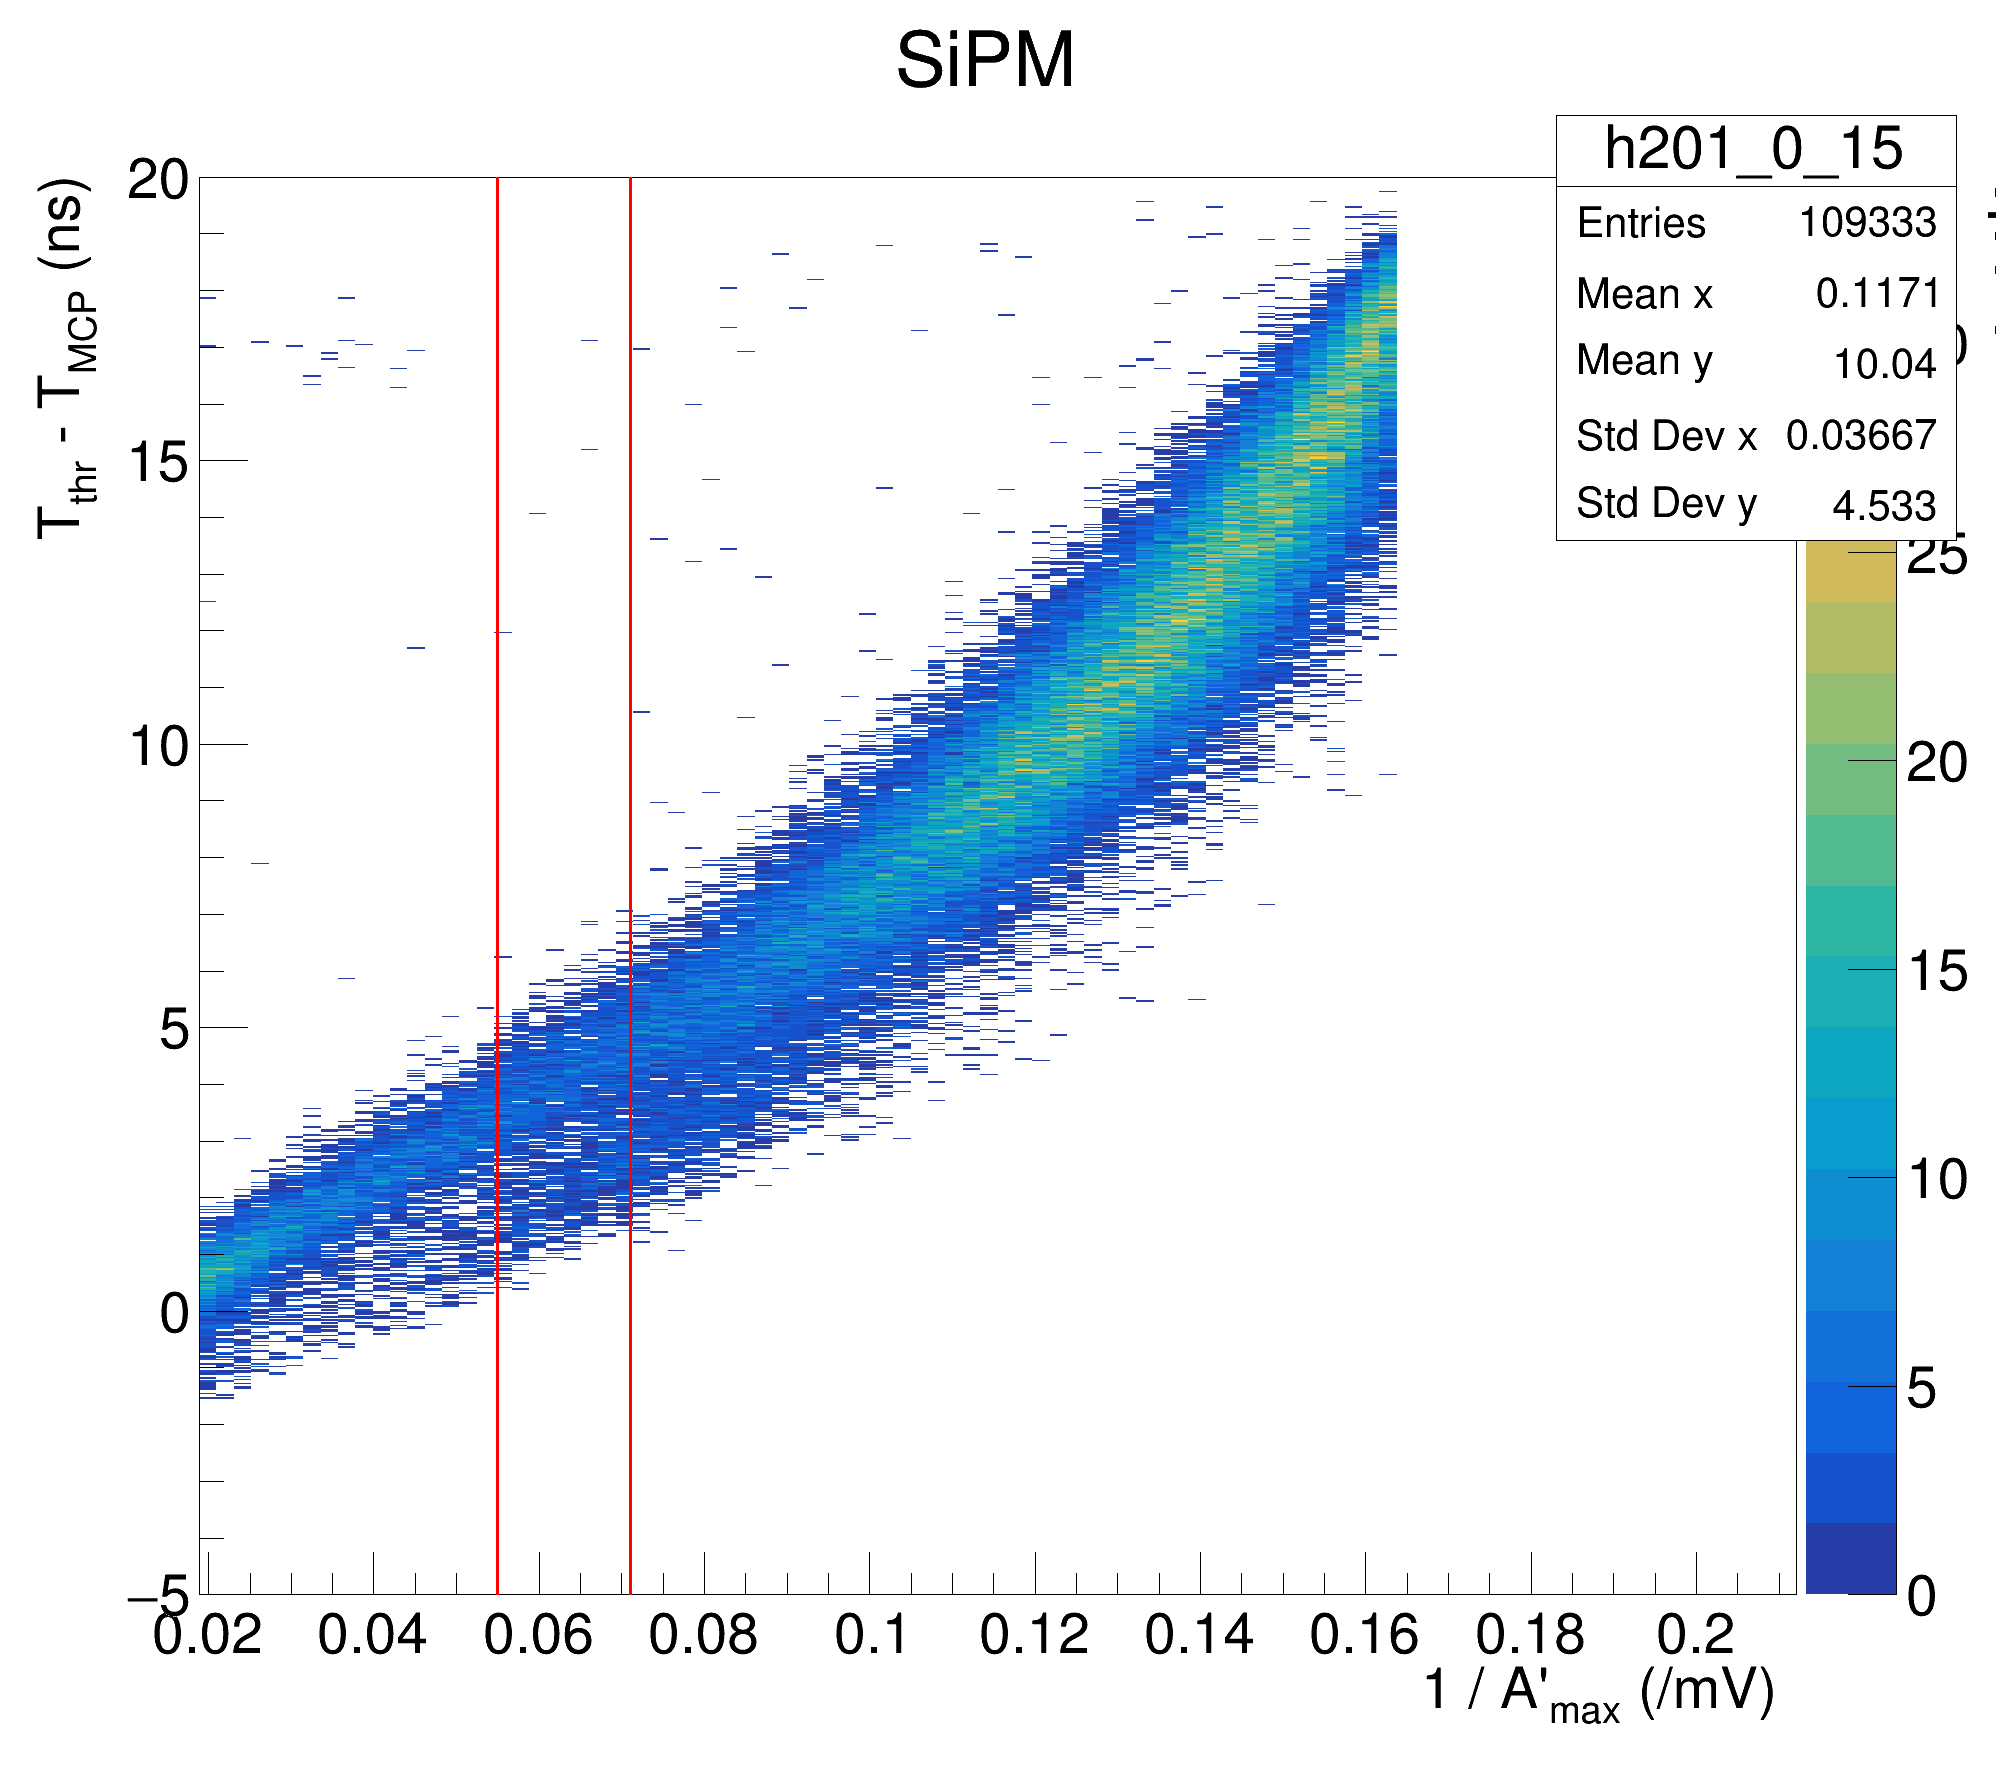 SiPM
h201_0_15
Entries 109333
Mean x 0.1171
Mean y 10.04
Std Dev x 0.03667
Std Dev y 4.533
T_thr - T_MCP (ns)
20
15
10
5
0
−5
0.02 0.04 0.06 0.08 0.1 0.12 0.14 0.16 0.18 0.2
1 / A'_max (/mV)
25
20
15
10
5
0